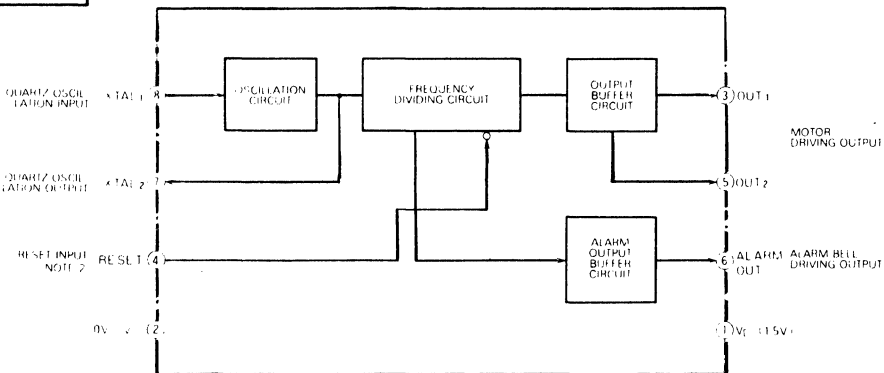 QUARTZ OSCIL
LATION INPUT
XTAL 1 8
OSCILLATION
CIRCUIT
FREQUENCY
DIVIDING CIRCUIT
OUTPUT
BUFFER
CIRCUIT
3 OUT 1
MOTOR
DRIVING OUTPUT
QUARTZ OSCIL
LATION OUTPUT
XTAL 2 7
5 OUT 2
RESET INPUT
NOTE 2
RESET 4
ALARM
OUTPUT
BUFFER
CIRCUIT
6 ALARM
OUT
ALARM BELL
DRIVING OUTPUT
0V
2
1